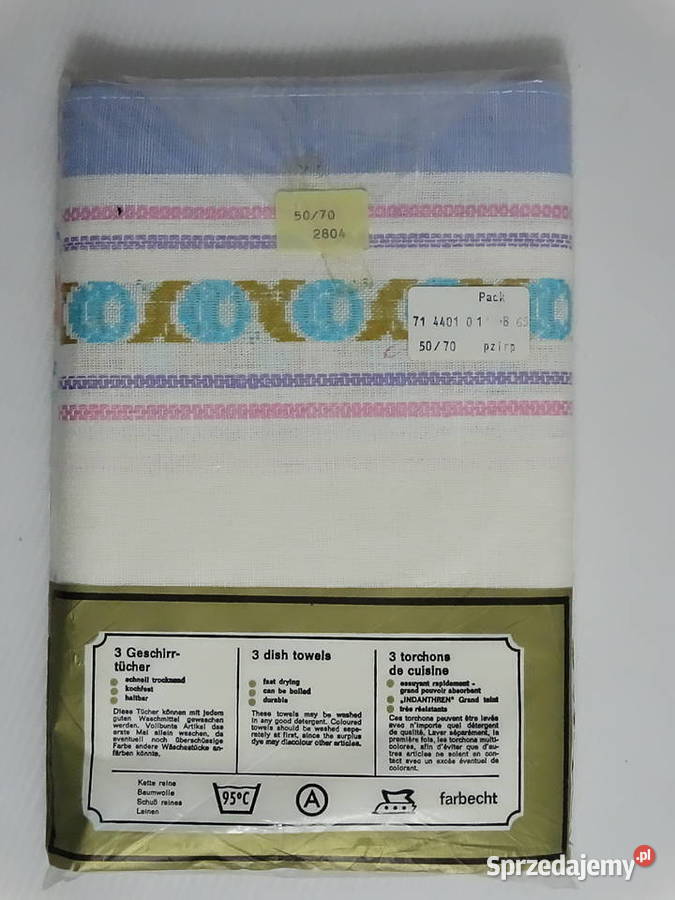 50/70
2804
Pack
71 4401 01
50/70 pzlrp
3 Geschirr-
tücher
schnell trocknend
kochfest
haltbar
Diese Tücher können mit jedem
guten Waschmittel gewaschen
werden. Vollbunte Artikel das
erste Mal allein waschen, da
eventuell noch überschüssige
Farbe andere Wäschestücke an-
färben könnte.
3 dish towels
fast drying
can be boiled
durable
These towels may be washed
in any good detergent. Coloured
towels should be washed sepe-
rately at first, since the surplus
dye may discolour other articles.
3 torchons
de cuisine
essuyant rapidement -
grand pouvoir absorbant
„INDANTHREN" Grand teint
très résistants
Ces torchons peuvent être lavés
avec n'importe quel détergent
de qualité. Laver séparément, la
première fois, les torchons multi-
colores, afin d'éviter que d'au-
tres articles ne soient en con-
tact avec un excès éventuel de
colorant.
Kette reine
Baumwolle
Schuß reines
Leinen
95°C
A
farbecht
Sprzedajemy.pl